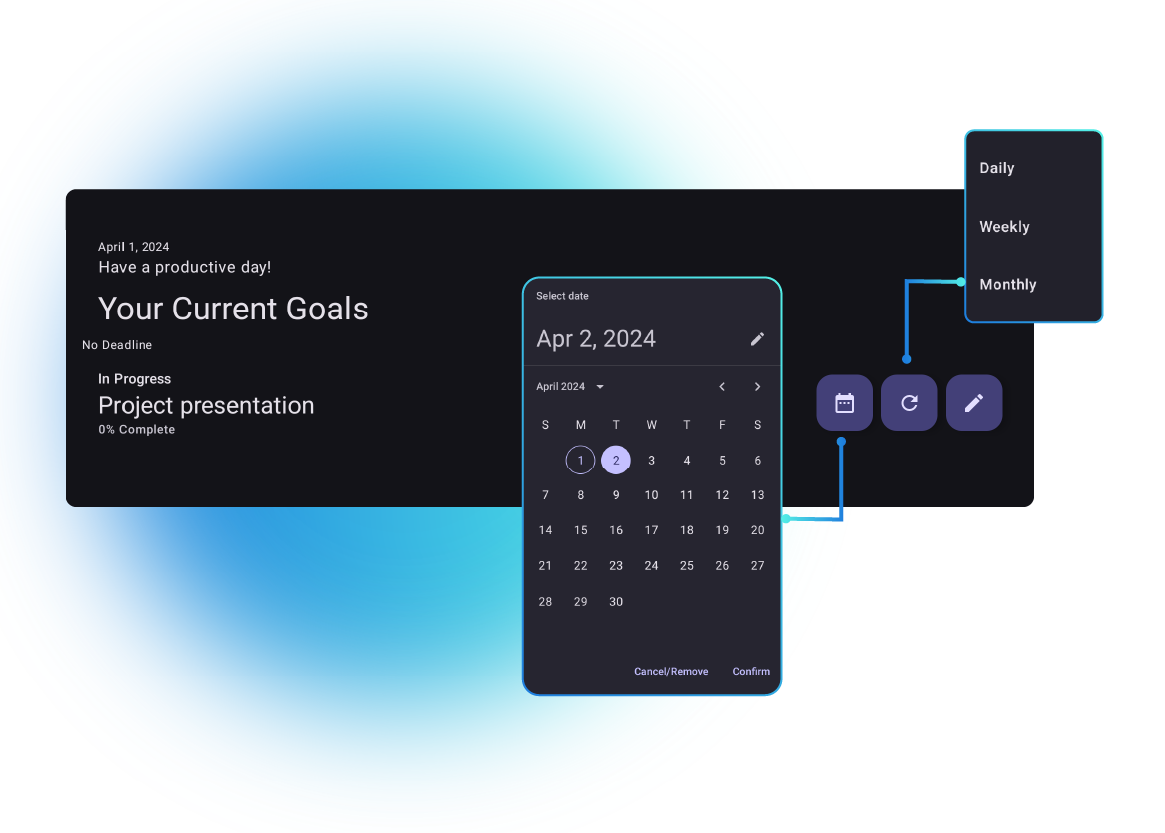 April 1, 2024
Have a productive day!
Your Current Goals
No Deadline
In Progress
Project presentation
0% Complete
Select date
Apr 2, 2024
April 2024
S M T W T F S
1 2 3 4 5 6
7 8 9 10 11 12 13
14 15 16 17 18 19 20
21 22 23 24 25 26 27
28 29 30
Cancel/Remove Confirm
Daily
Weekly
Monthly